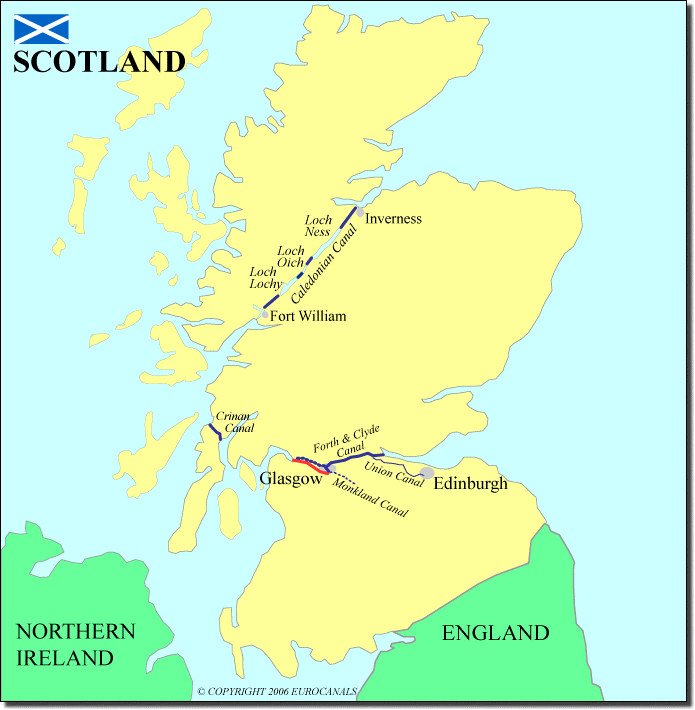 SCOTLAND
Loch
Ness
Inverness
Loch
Oich
Caledonian Canal
Loch
Lochy
Fort William
Crinan
Canal
Forth & Clyde
Canal
Union Canal
Glasgow
Edinburgh
Monkland Canal
NORTHERN
IRELAND
ENGLAND
© COPYRIGHT 2006 EUROCANALS